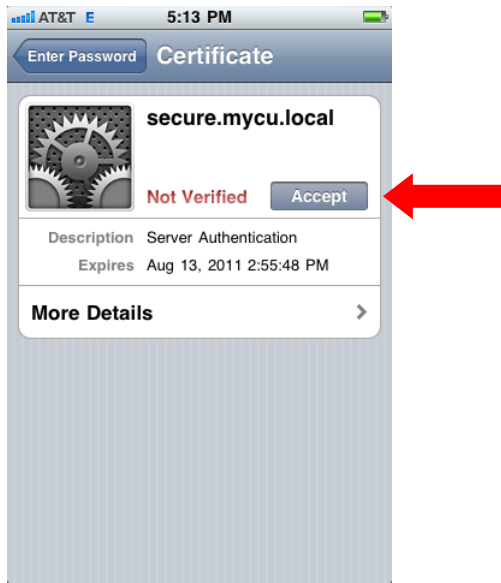 AT&T E 5:13 PM
Enter Password Certificate
secure.mycu.local
Not Verified Accept
Description Server Authentication
Expires Aug 13, 2011 2:55:48 PM
More Details